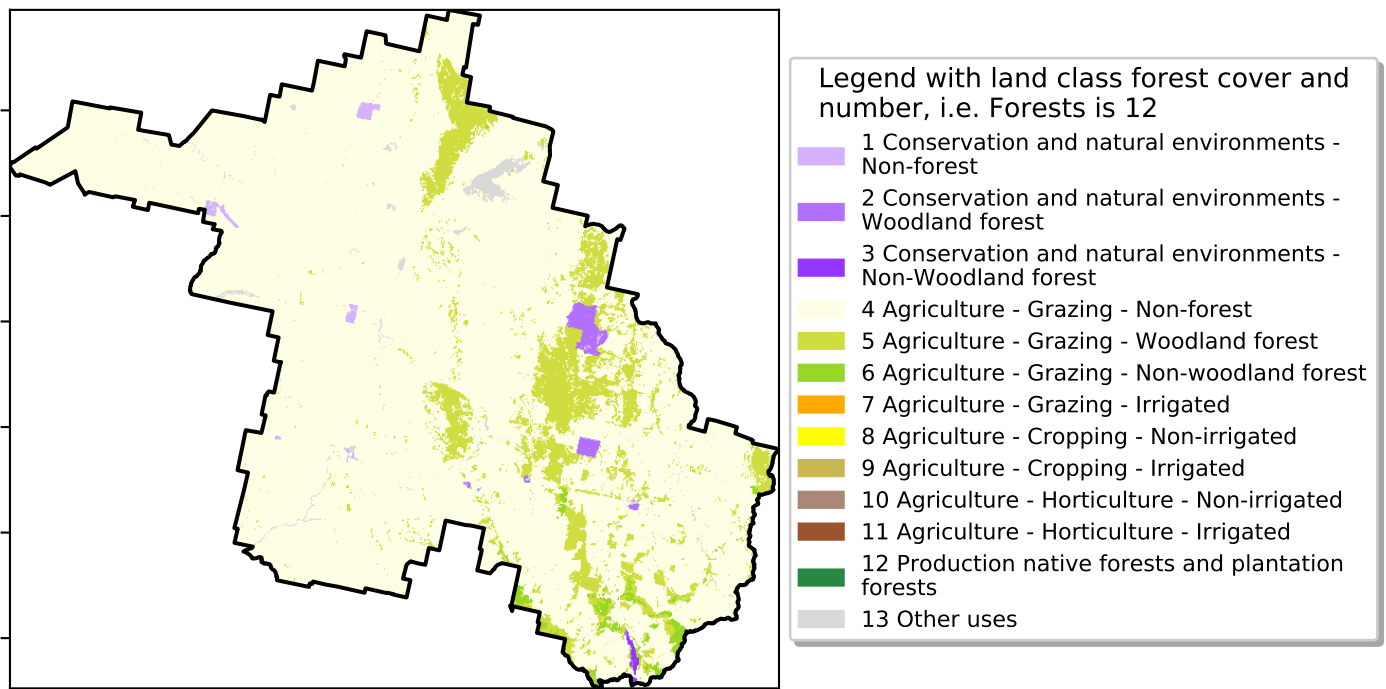 Legend with land class forest cover and
number, i.e. Forests is 12
1 Conservation and natural environments -
Non-forest
2 Conservation and natural environments -
Woodland forest
3 Conservation and natural environments -
Non-Woodland forest
4 Agriculture - Grazing - Non-forest
5 Agriculture - Grazing - Woodland forest
6 Agriculture - Grazing - Non-woodland forest
7 Agriculture - Grazing - Irrigated
8 Agriculture - Cropping - Non-irrigated
9 Agriculture - Cropping - Irrigated
10 Agriculture - Horticulture - Non-irrigated
11 Agriculture - Horticulture - Irrigated
12 Production native forests and plantation
forests
13 Other uses